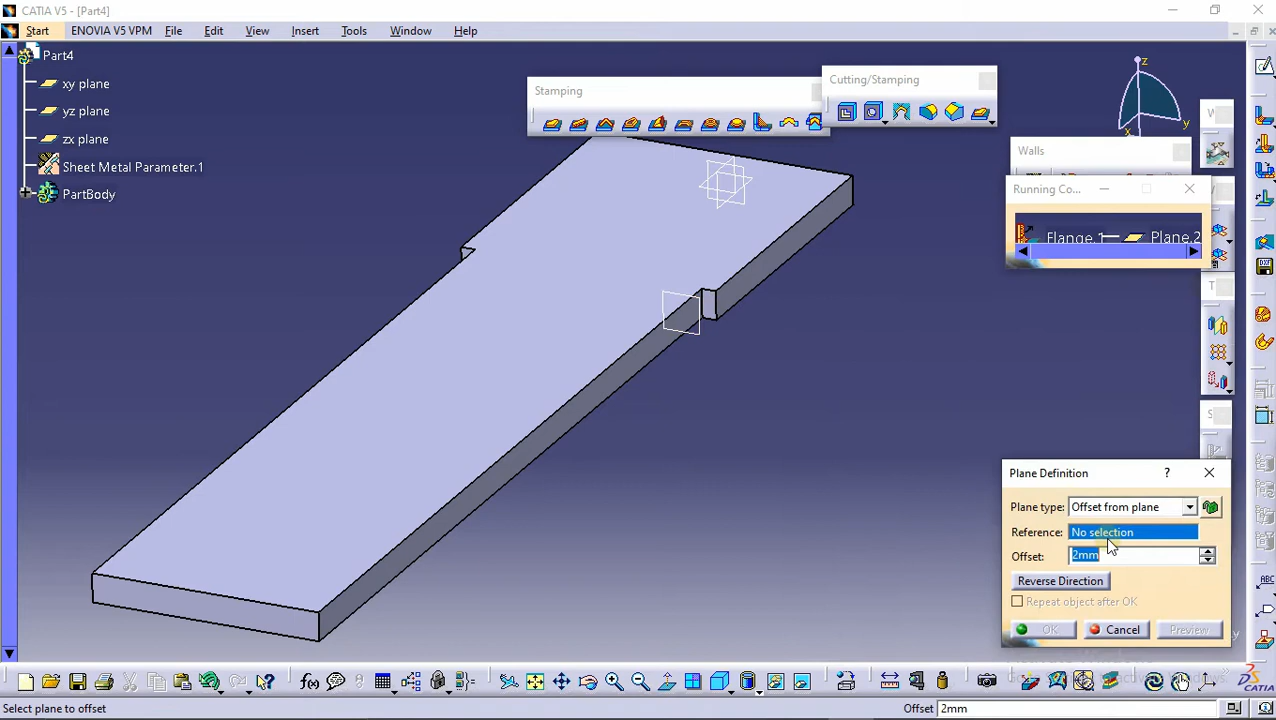 CATIA V5 - [Part4]
Start
ENOVIA V5 VPM
File
Edit
View
Insert
Tools
Window
Help
Part4
xy plane
yz plane
zx plane
Sheet Metal Parameter.1
PartBody
Stamping
Cutting/Stamping
z
x
y
Walls
Running Co...
Flange.1
Plane.2
Plane Definition
?
Plane type:
Offset from plane
Reference:
No selection
Offset:
2mm
Reverse Direction
Repeat object after OK
OK
Cancel
Preview
Select plane to offset
Offset
2mm